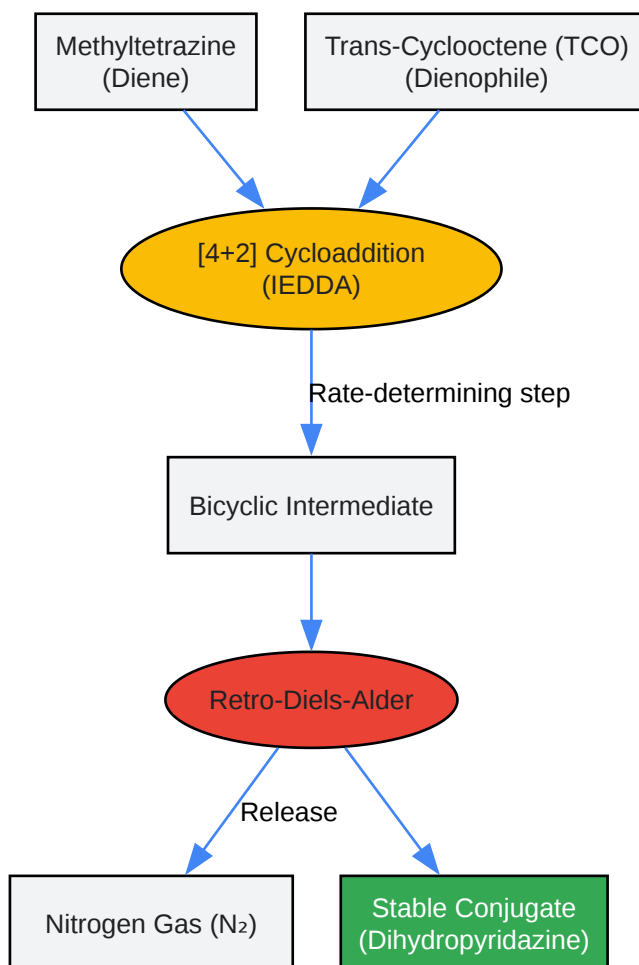 Methyltetrazine
(Diene)
Trans-Cyclooctene (TCO)
(Dienophile)
[4+2] Cycloaddition
(IEDDA)
Rate-determining step
Bicyclic Intermediate
Retro-Diels-Alder
Release
Nitrogen Gas (N₂)
Stable Conjugate
(Dihydropyridazine)